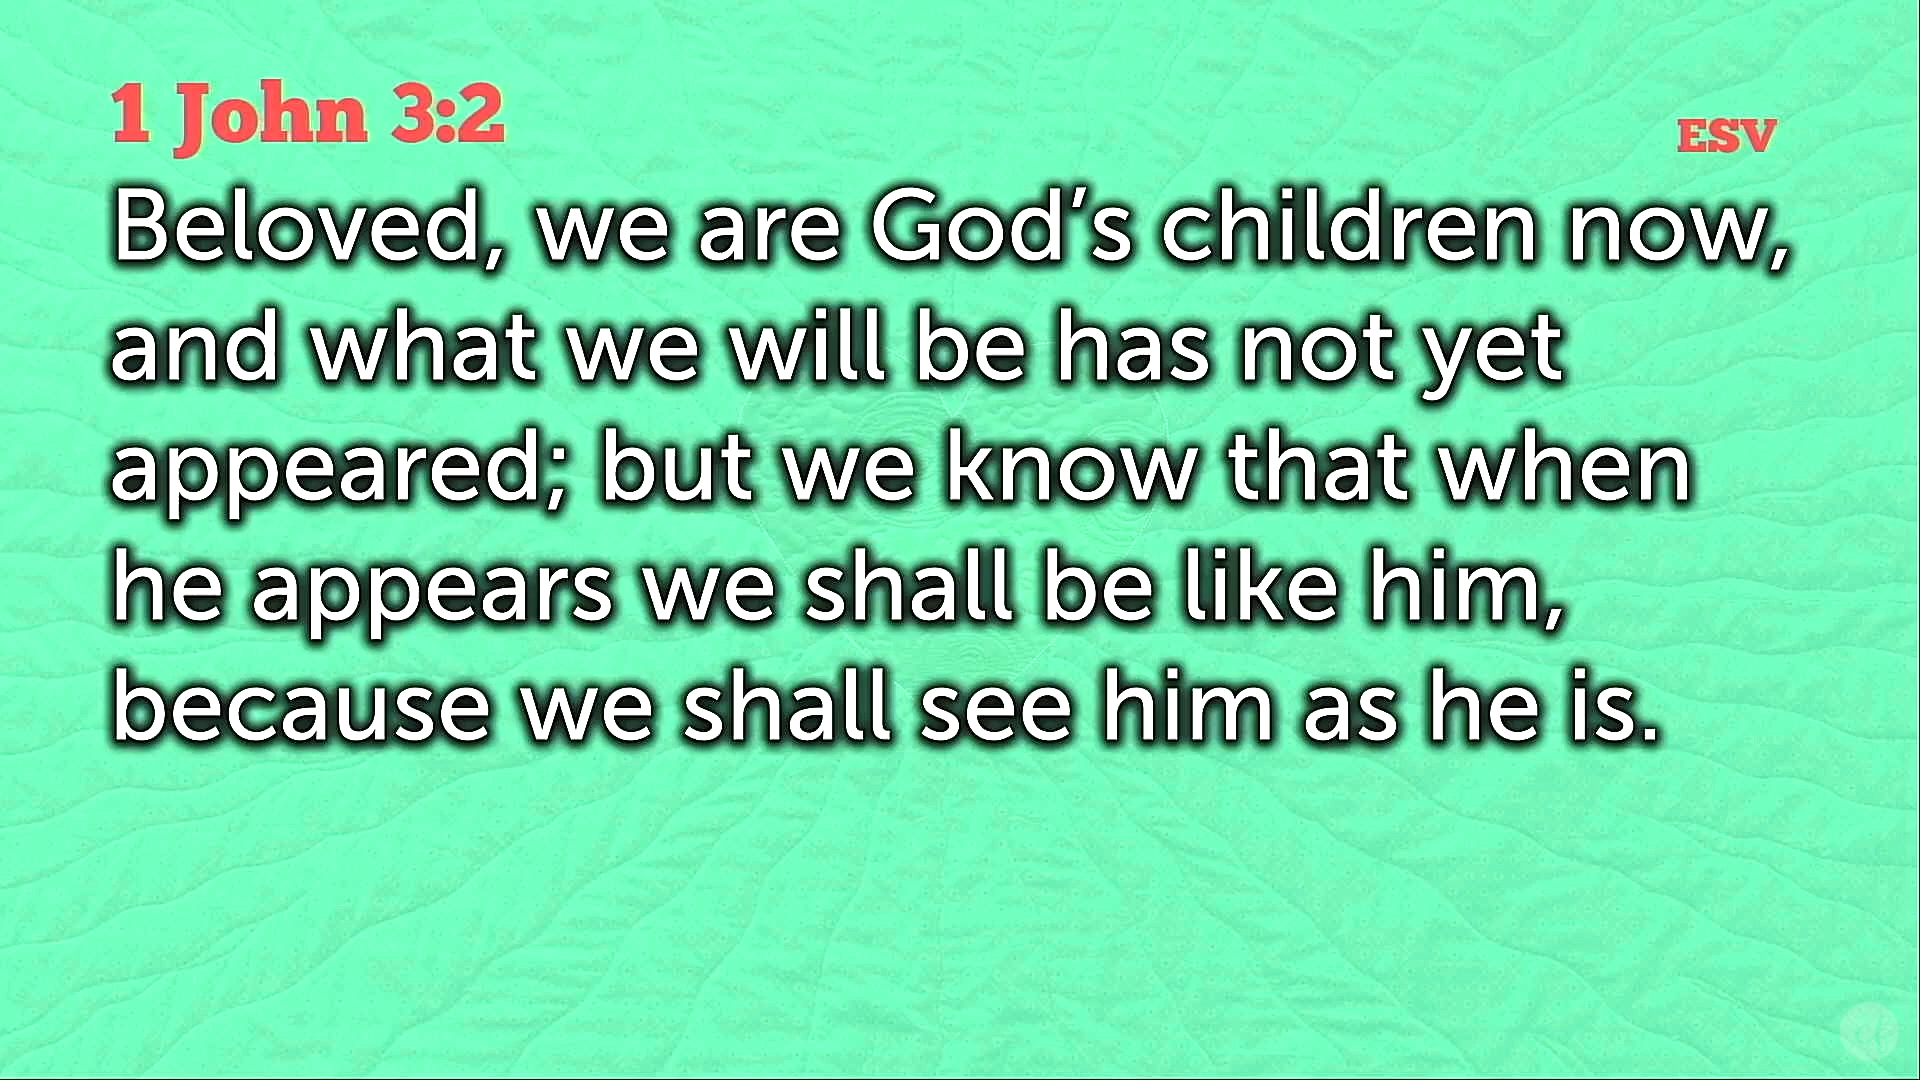 1 John 3:2
ESV
Beloved, we are God’s children now,
and what we will be has not yet
appeared; but we know that when
he appears we shall be like him,
because we shall see him as he is.